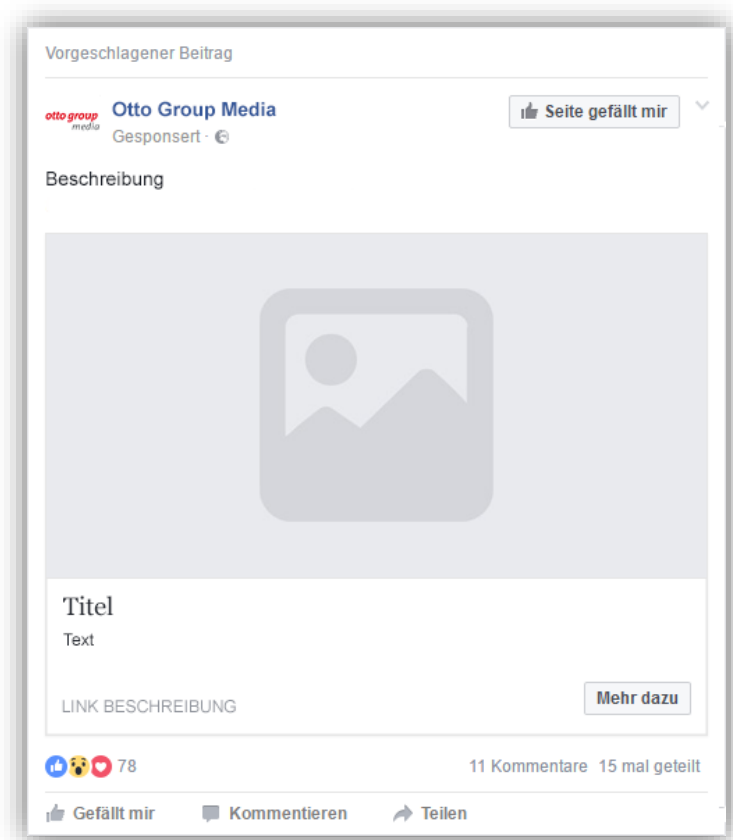 Vorgeschlagener Beitrag
otto group
media
Otto Group Media
Gesponsert ·
Seite gefällt mir
Beschreibung
Titel
Text
LINK BESCHREIBUNG
Mehr dazu
78
11 Kommentare 15 mal geteilt
Gefällt mir Kommentieren Teilen